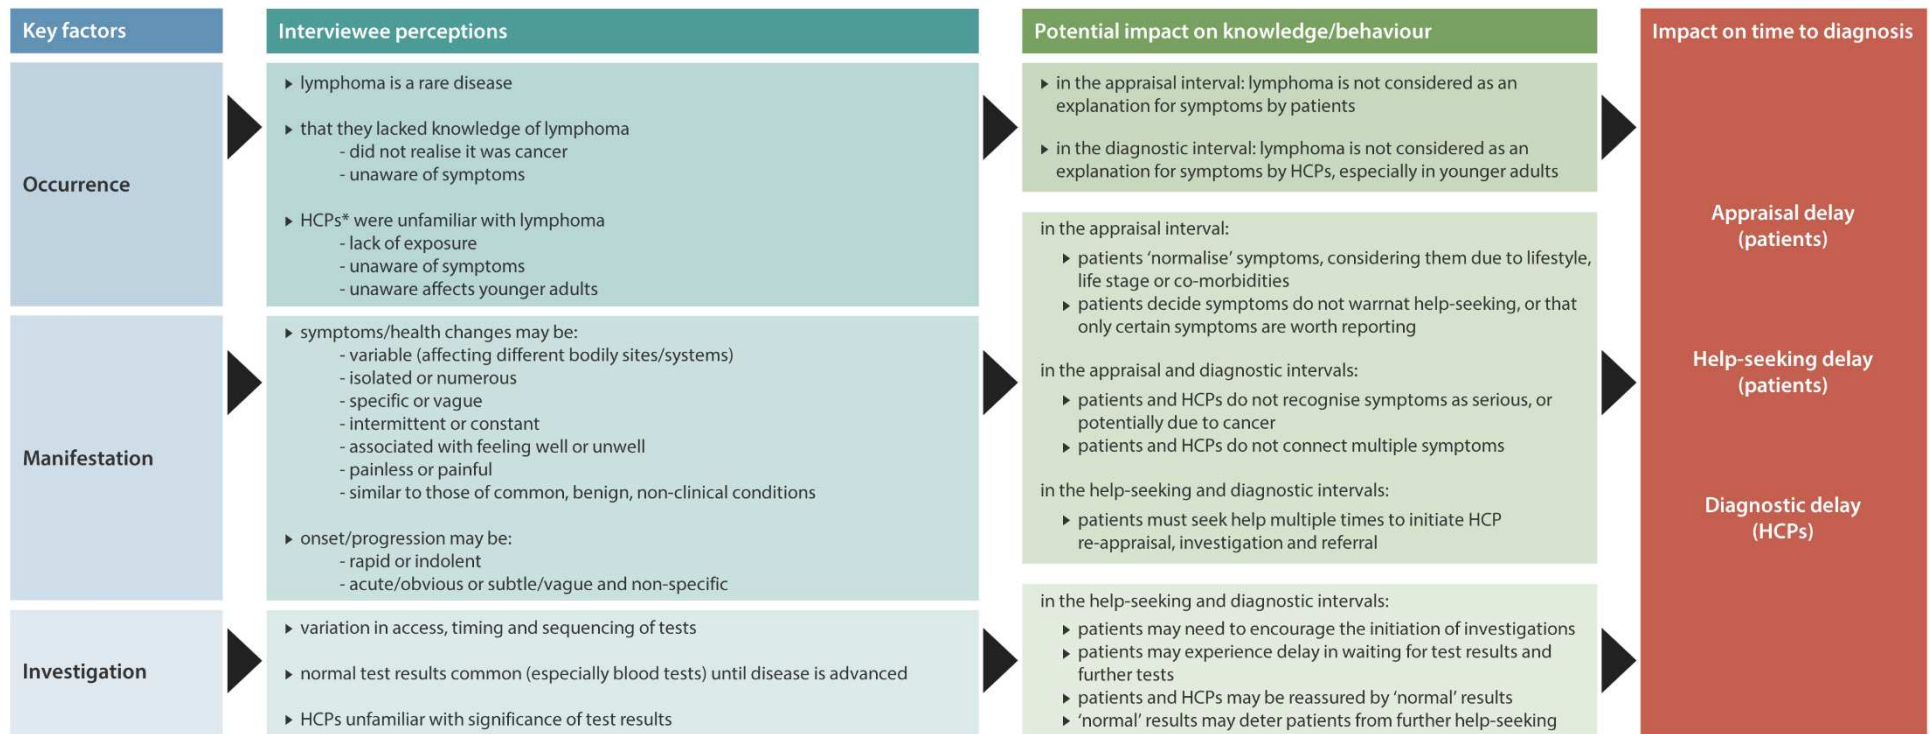 Key factors
Interviewee perceptions
Potential impact on knowledge/behaviour
Impact on time to diagnosis
Occurrence
▸ lymphoma is a rare disease
▸ that they lacked knowledge of lymphoma
- did not realise it was cancer
- unaware of symptoms
▸ HCPs* were unfamiliar with lymphoma
- lack of exposure
- unaware of symptoms
- unaware affects younger adults
▸ in the appraisal interval: lymphoma is not considered as an
explanation for symptoms by patients
▸ in the diagnostic interval: lymphoma is not considered as an
explanation for symptoms by HCPs, especially in younger adults
Manifestation
▸ symptoms/health changes may be:
- variable (affecting different bodily sites/systems)
- isolated or numerous
- specific or vague
- intermittent or constant
- associated with feeling well or unwell
- painless or painful
- similar to those of common, benign, non-clinical conditions
▸ onset/progression may be:
- rapid or indolent
- acute/obvious or subtle/vague and non-specific
in the appraisal interval:
▸ patients ‘normalise’ symptoms, considering them due to lifestyle,
life stage or co-morbidities
▸ patients decide symptoms do not warrnat help-seeking, or that
only certain symptoms are worth reporting
in the appraisal and diagnostic intervals:
▸ patients and HCPs do not recognise symptoms as serious, or
potentially due to cancer
▸ patients and HCPs do not connect multiple symptoms
in the help-seeking and diagnostic intervals:
▸ patients must seek help multiple times to initiate HCP
re-appraisal, investigation and referral
Investigation
▸ variation in access, timing and sequencing of tests
▸ normal test results common (especially blood tests) until disease is advanced
▸ HCPs unfamiliar with significance of test results
in the help-seeking and diagnostic intervals:
▸ patients may need to encourage the initiation of investigations
▸ patients may experience delay in waiting for test results and
further tests
▸ patients and HCPs may be reassured by ‘normal’ results
▸ ‘normal’ results may deter patients from further help-seeking
Appraisal delay
(patients)
Help-seeking delay
(patients)
Diagnostic delay
(HCPs)